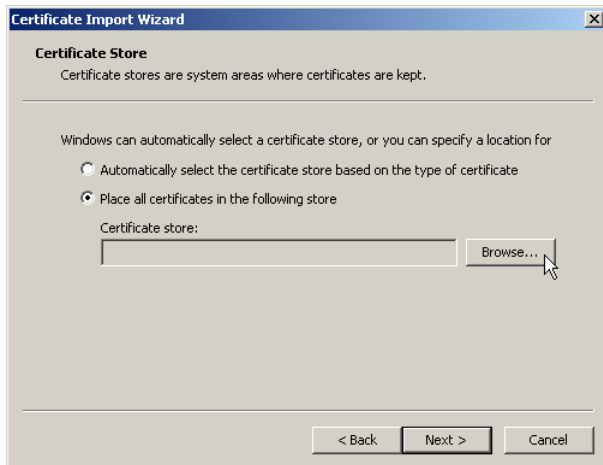 Certificate Import Wizard
Certificate Store
Certificate stores are system areas where certificates are kept.
Windows can automatically select a certificate store, or you can specify a location for
Automatically select the certificate store based on the type of certificate
Place all certificates in the following store
Certificate store:
Browse...
< Back Next > Cancel